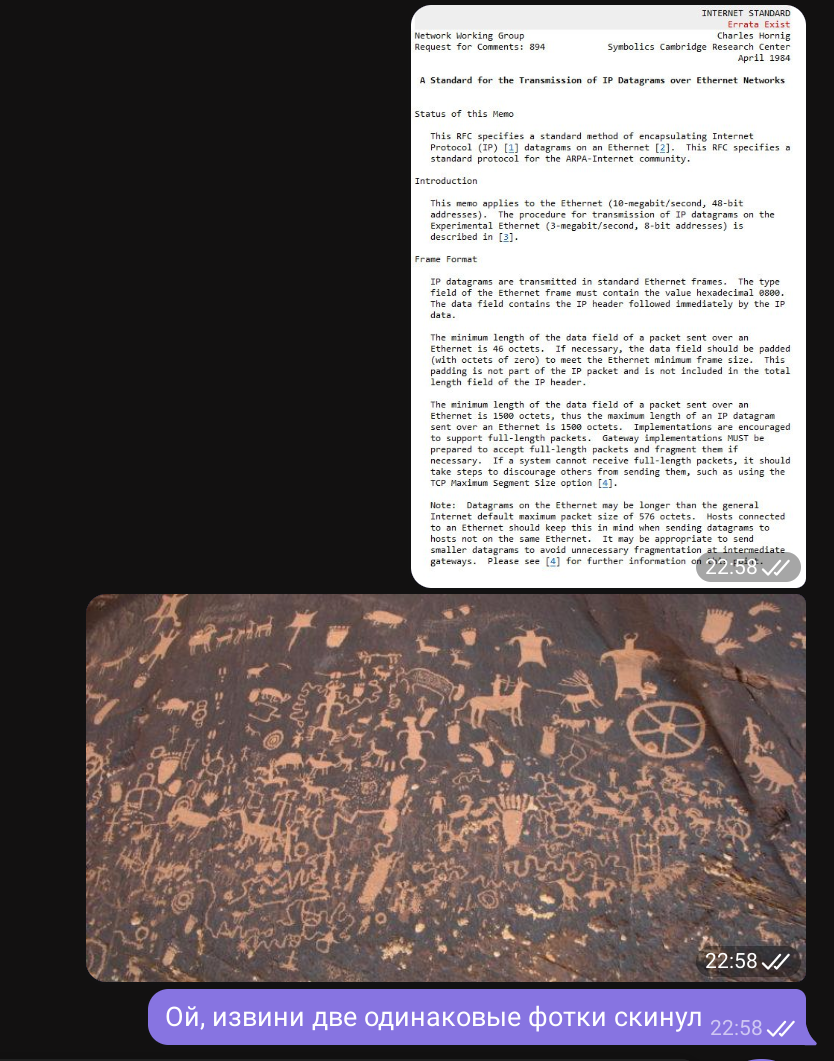 INTERNET STANDARD
Errata Exist
Network Working Group Charles Hornig
Request for Comments: 894 Symbolics Cambridge Research Center
April 1984
A Standard for the Transmission of IP Datagrams over Ethernet Networks
Status of this Memo
This RFC specifies a standard method of encapsulating Internet
Protocol (IP) [1] datagrams on an Ethernet [2]. This RFC specifies a
standard protocol for the ARPA-Internet community.
Introduction
This memo applies to the Ethernet (10-megabit/second, 48-bit
addresses). The procedure for transmission of IP datagrams on the
Experimental Ethernet (3-megabit/second, 8-bit addresses) is
described in [3].
Frame Format
IP datagrams are transmitted in standard Ethernet frames. The type
field of the Ethernet frame must contain the value hexadecimal 0800.
The data field contains the IP header followed immediately by the IP
data.
The minimum length of the data field of a packet sent over an
Ethernet is 46 octets. If necessary, the data field should be padded
(with octets of zero) to meet the Ethernet minimum frame size. This
padding is not part of the IP packet and is not included in the total
length field of the IP header.
The minimum length of the data field of a packet sent over an
Ethernet is 1500 octets, thus the maximum length of an IP datagram
sent over an Ethernet is 1500 octets. Implementations are encouraged
to support full-length packets. Gateway implementations MUST be
prepared to accept full-length packets and fragment them if
necessary. If a system cannot receive full-length packets, it should
take steps to discourage others from sending them, such as using the
TCP Maximum Segment Size option [4].
Note: Datagrams on the Ethernet may be longer than the general
Internet default maximum packet size of 576 octets. Hosts connected
to an Ethernet should keep this in mind when sending datagrams to
hosts not on the same Ethernet. It may be appropriate to send
smaller datagrams to avoid unnecessary fragmentation at intermediate
gateways. Please see [4] for further information on
22:58
22:58
Ой, извини две одинаковые фотки скинул 22:58